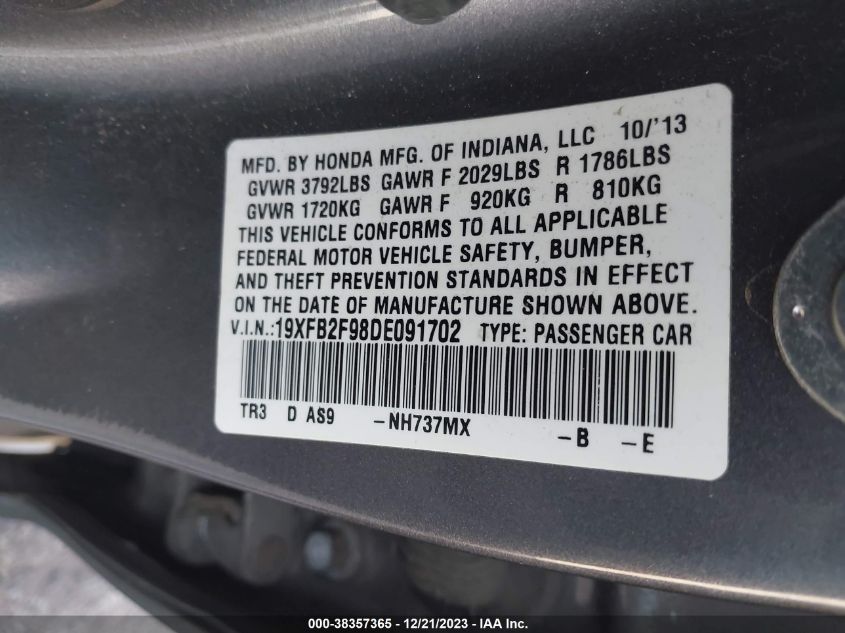 MFD. BY HONDA MFG. OF INDIANA, LLC 10/'13
GVWR 3792LBS GAWR F 2029LBS R 1786LBS
GVWR 1720KG GAWR F 920KG R 810KG
THIS VEHICLE CONFORMS TO ALL APPLICABLE
FEDERAL MOTOR VEHICLE SAFETY, BUMPER,
AND THEFT PREVENTION STANDARDS IN EFFECT
ON THE DATE OF MANUFACTURE SHOWN ABOVE.
V.I.N.:19XFB2F98DE091702 TYPE: PASSENGER CAR
TR3 D AS9 -NH737MX -B -E
000-38357365 - 12/21/2023 - IAA Inc.